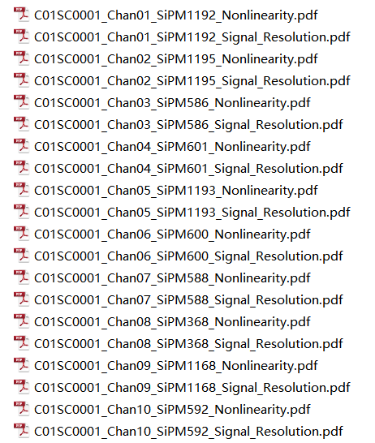 C01SC0001_Chan01_SiPM1192_Nonlinearity.pdf
C01SC0001_Chan01_SiPM1192_Signal_Resolution.pdf
C01SC0001_Chan02_SiPM1195_Nonlinearity.pdf
C01SC0001_Chan02_SiPM1195_Signal_Resolution.pdf
C01SC0001_Chan03_SiPM586_Nonlinearity.pdf
C01SC0001_Chan03_SiPM586_Signal_Resolution.pdf
C01SC0001_Chan04_SiPM601_Nonlinearity.pdf
C01SC0001_Chan04_SiPM601_Signal_Resolution.pdf
C01SC0001_Chan05_SiPM1193_Nonlinearity.pdf
C01SC0001_Chan05_SiPM1193_Signal_Resolution.pdf
C01SC0001_Chan06_SiPM600_Nonlinearity.pdf
C01SC0001_Chan06_SiPM600_Signal_Resolution.pdf
C01SC0001_Chan07_SiPM588_Nonlinearity.pdf
C01SC0001_Chan07_SiPM588_Signal_Resolution.pdf
C01SC0001_Chan08_SiPM368_Nonlinearity.pdf
C01SC0001_Chan08_SiPM368_Signal_Resolution.pdf
C01SC0001_Chan09_SiPM1168_Nonlinearity.pdf
C01SC0001_Chan09_SiPM1168_Signal_Resolution.pdf
C01SC0001_Chan10_SiPM592_Nonlinearity.pdf
C01SC0001_Chan10_SiPM592_Signal_Resolution.pdf